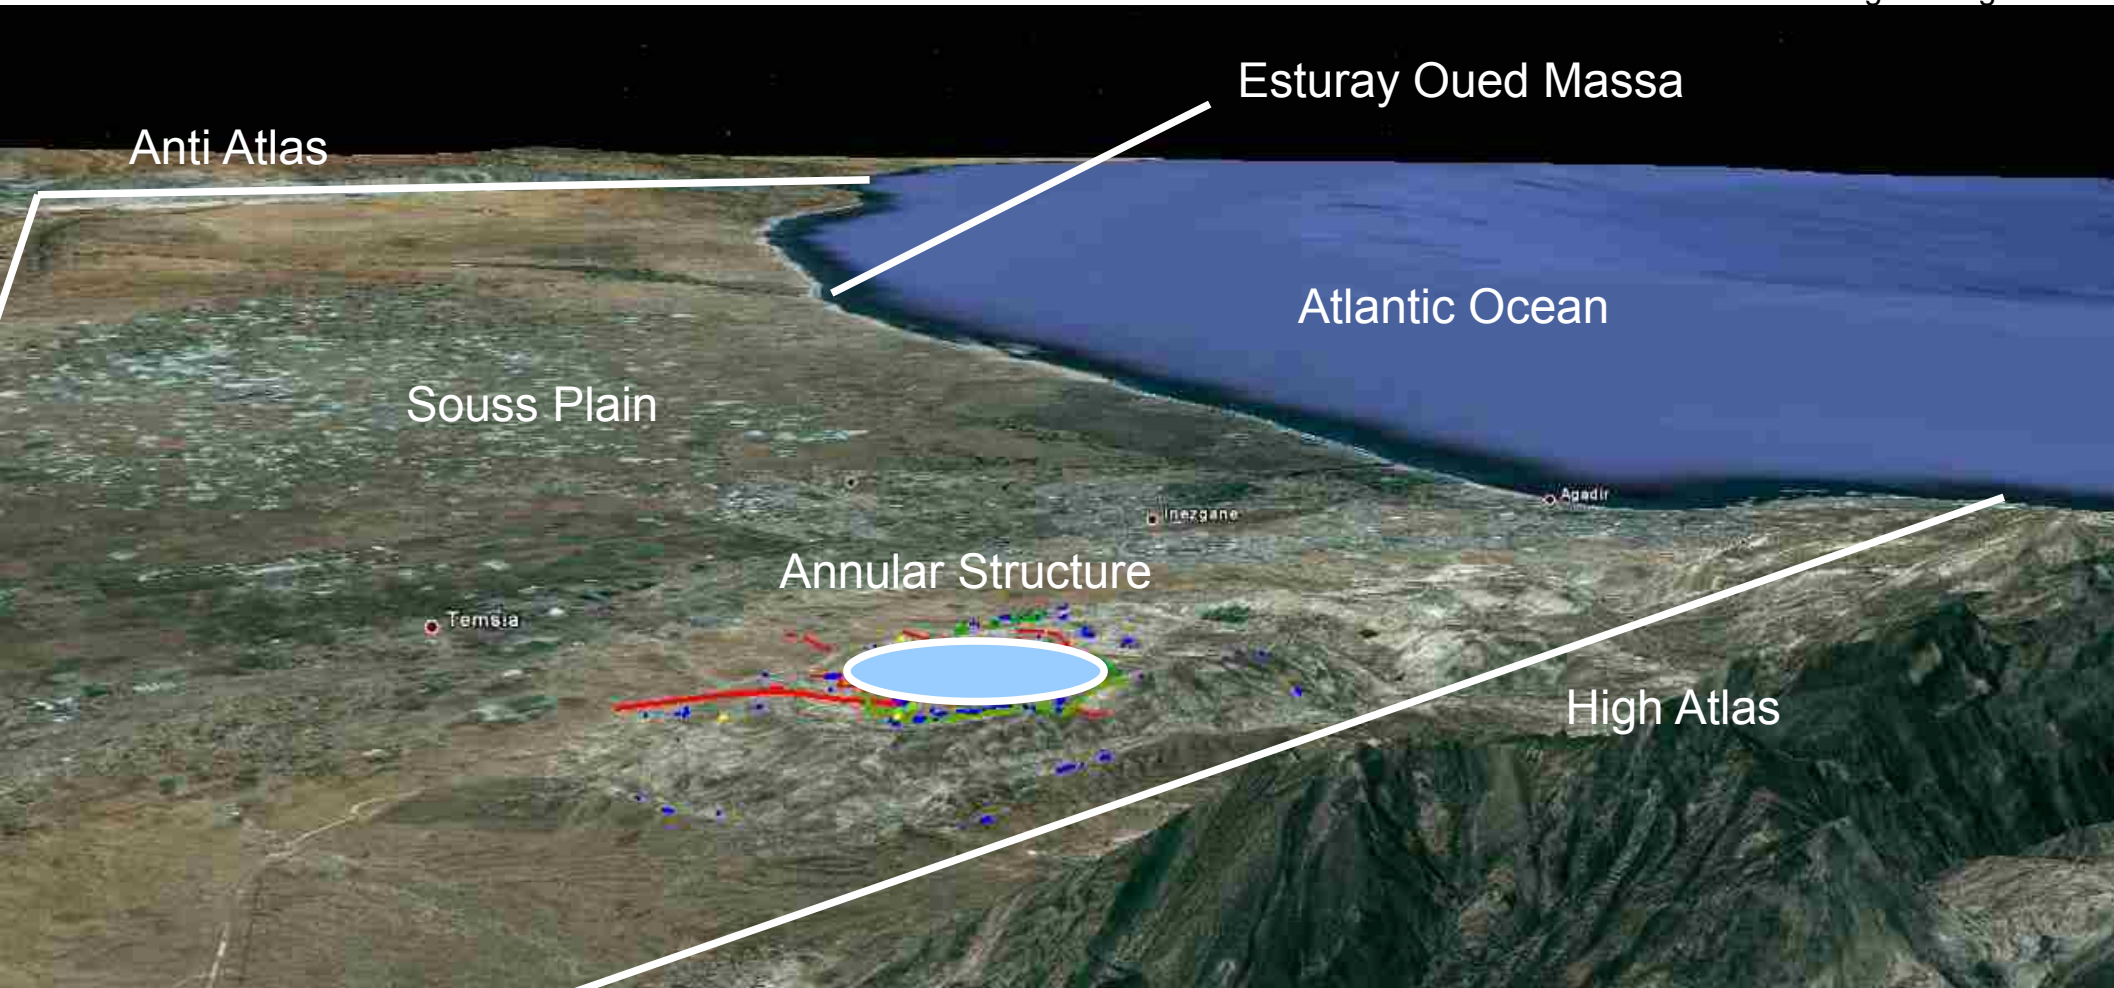 Esturay Oued Massa
Anti Atlas
Atlantic Ocean
Souss Plain
Agadir
Inezgane
Annular Structure
Temsia
High Atlas